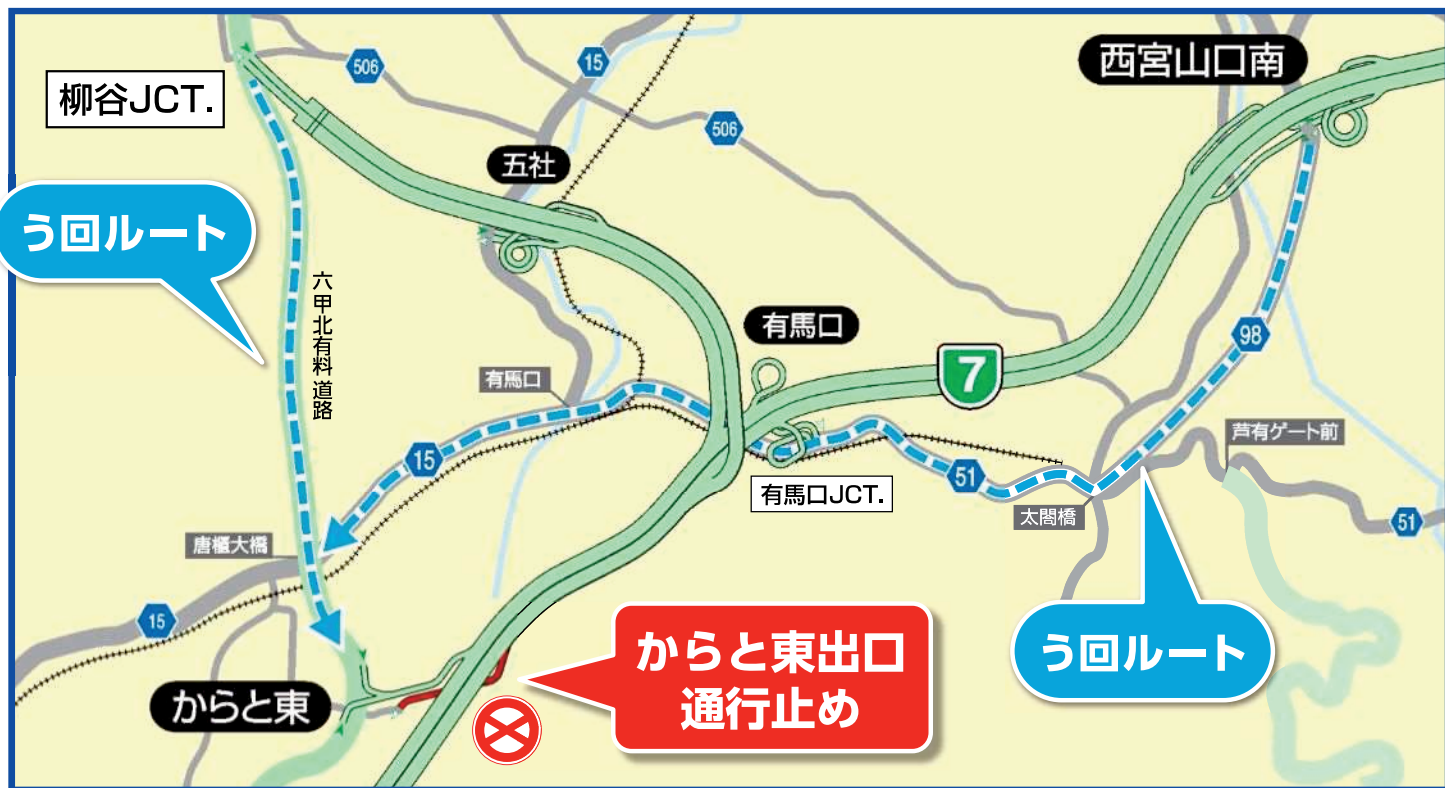 506
15
西宮山口南
柳谷JCT.
五社
506
う回ルート
六甲北有料道路
有馬口
7
98
有馬口
芦有ゲート前
15
51
有馬口JCT.
太閤橋
51
唐櫃大橋
15
からと東出口
通行止め
う回ルート
からと東